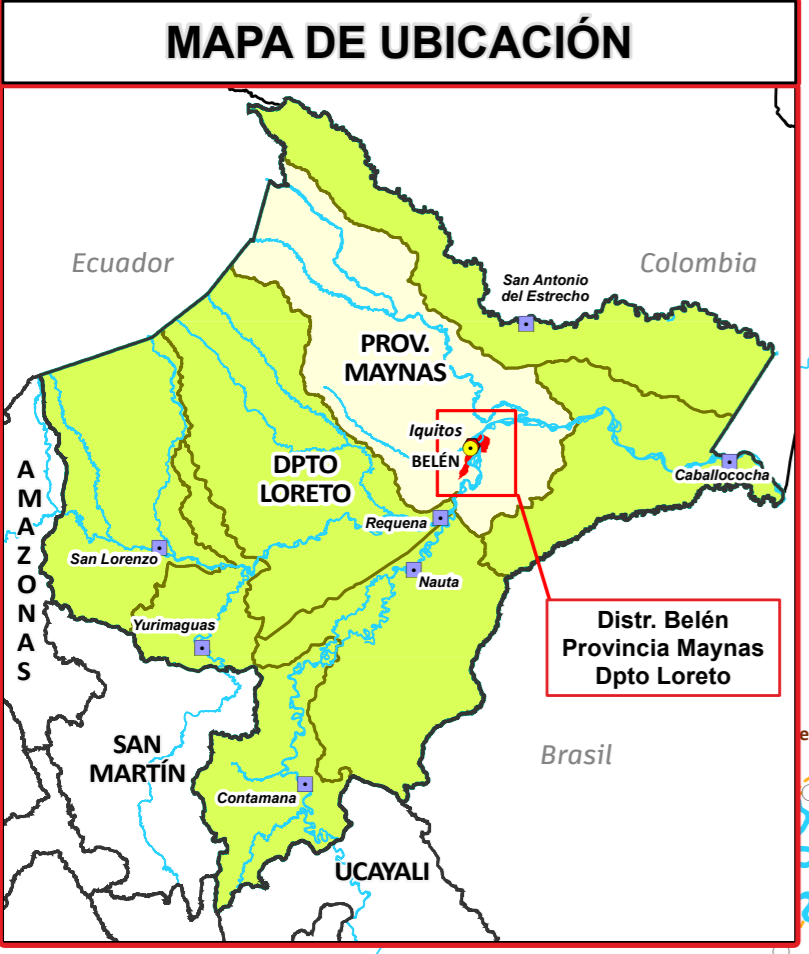 MAPA DE UBICACIÓN
Ecuador
Colombia
San Antonio
del Estrecho
PROV.
MAYNAS
Iquitos
BELÉN
DPTO
LORETO
Caballococha
AMAZONAS
Requena
San Lorenzo
Nauta
Yurimaguas
Distr. Belén
Provincia Maynas
Dpto Loreto
SAN
MARTÍN
Brasil
Contamana
UCAYALI